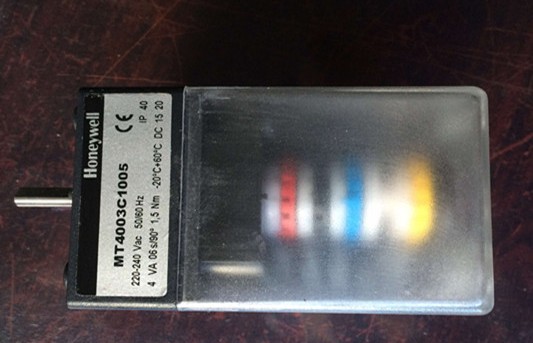 Honeywell
CE
MT4003C1005
220-240 Vac 50/60 Hz IP 40
4 VA 06 s/90° 1,5 Nm -20°C+60°C DC 15 20